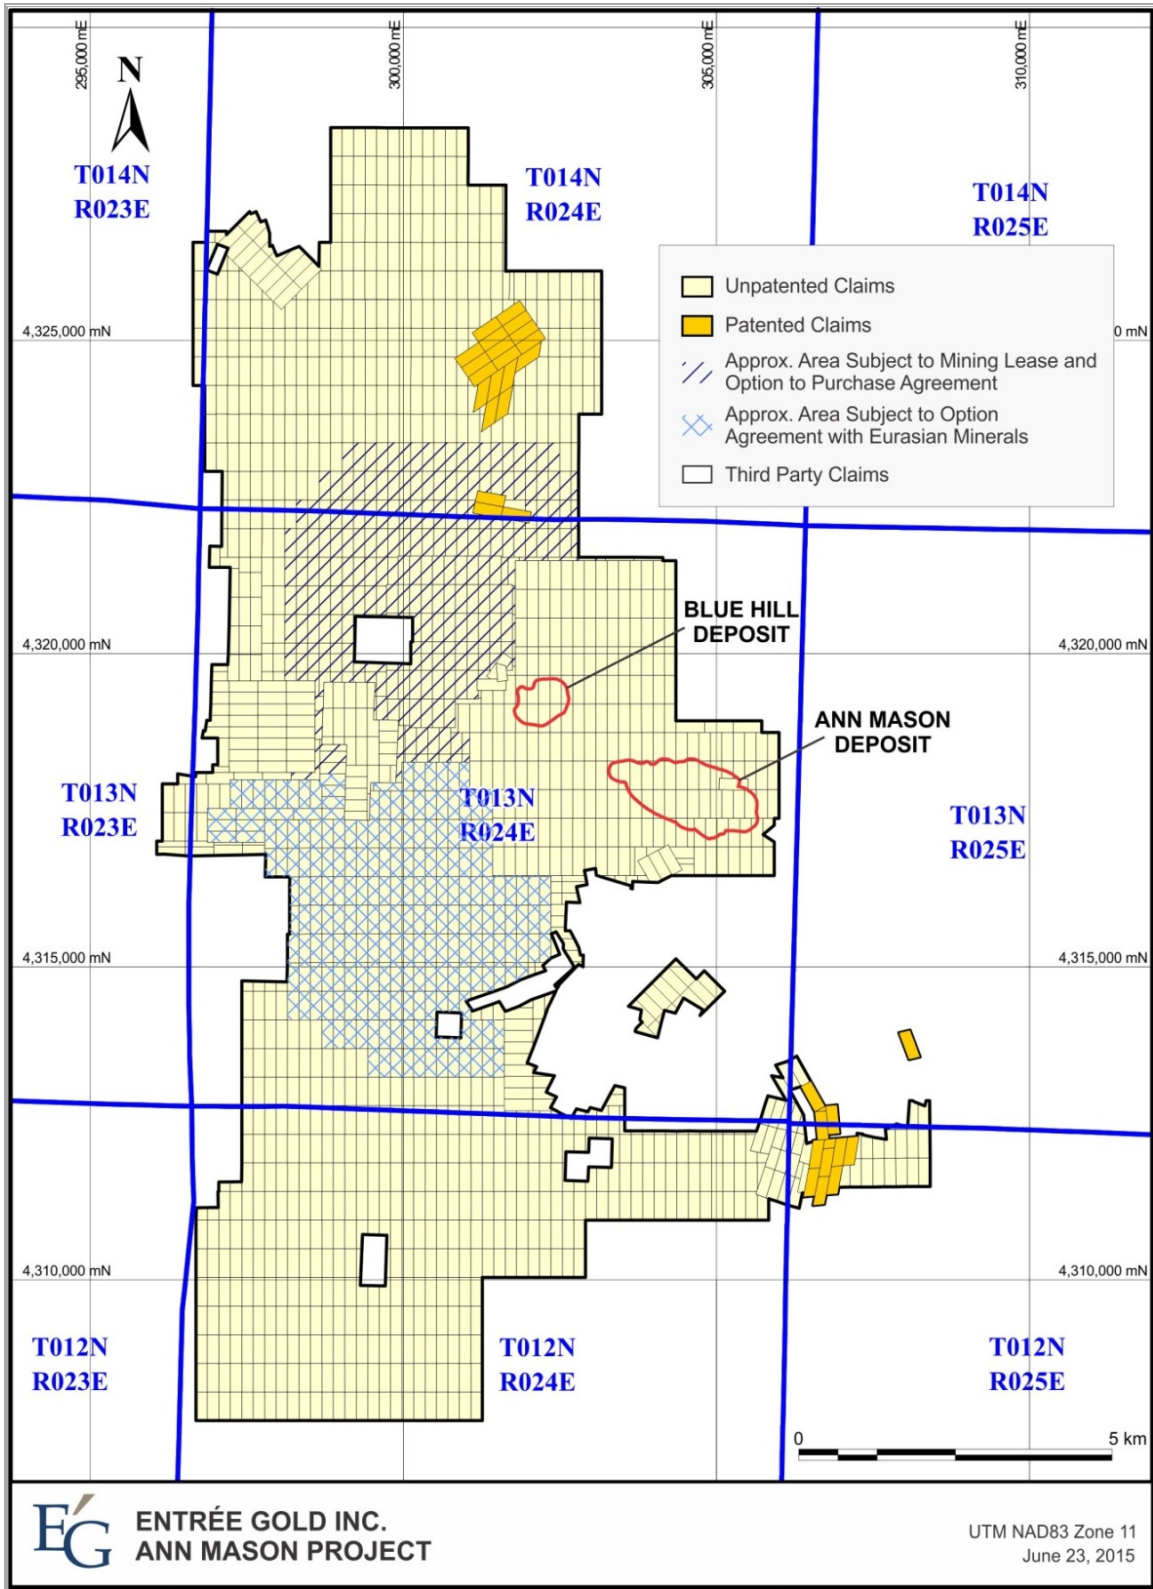 295,000 mE
300,000 mE
305,000 mE
310,000 mE
N
T014N
R023E
T014N
R024E
T014N
R025E
Unpatented Claims
Patented Claims
Approx. Area Subject to Mining Lease and
Option to Purchase Agreement
Approx. Area Subject to Option
Agreement with Eurasian Minerals
Third Party Claims
4,325,000 mN
0 mN
BLUE HILL
DEPOSIT
4,320,000 mN
4,320,000 mN
ANN MASON
DEPOSIT
T013N
R023E
T013N
R024E
T013N
R025E
4,315,000 mN
4,315,000 mN
4,310,000 mN
4,310,000 mN
T012N
R023E
T012N
R024E
T012N
R025E
0 5 km
EG
ENTRÉE GOLD INC.
ANN MASON PROJECT
UTM NAD83 Zone 11
June 23, 2015